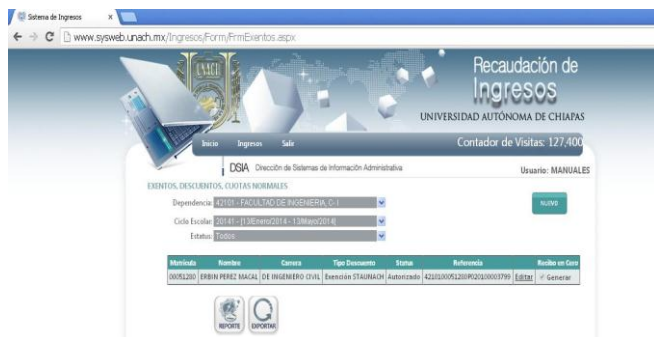 Sistema de Ingresos
www.sysweb.unach.mx/Ingresos/Form/FrmExentos.aspx
UNACH
Recaudación de
Ingresos
UNIVERSIDAD AUTÓNOMA DE CHIAPAS
Inicio Ingresos Salir Contador de Visitas: 127,400
DSIA Dirección de Sistemas de Información Administrativa Usuario: MANUALES
EXENTOS, DESCUENTOS, CUOTAS NORMALES
Dependencia: 42101 - FACULTAD DE INGENIERIA, C- I NUEVO
Ciclo Escolar: 20141 - [13/Enero/2014 - 13/Mayo/2014]
Estatus: Todos
Matricula Nombre Carrera Tipo Descuento Status Referencia Recibo en Cero
00051280 ERBIN PEREZ MACAL DE INGENIERO CIVIL Exención STAUNACH Autorizado Editar Generar
REPORTE EXPORTAR